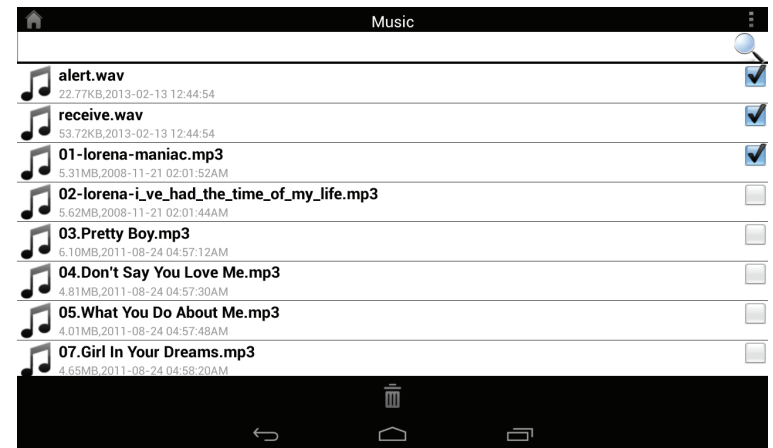 Music
alert.wav
22.77KB,2013-02-13 12:44:54
receive.wav
53.72KB,2013-02-13 12:44:54
01-lorena-maniac.mp3
5.31MB,2008-11-21 02:01:52AM
02-lorena-i_ve_had_the_time_of_my_life.mp3
5.62MB,2008-11-21 02:01:44AM
03.Pretty Boy.mp3
6.10MB,2011-08-24 04:57:12AM
04.Don't Say You Love Me.mp3
4.81MB,2011-08-24 04:57:30AM
05.What You Do About Me.mp3
4.01MB,2011-08-24 04:57:48AM
07.Girl In Your Dreams.mp3
4.65MB,2011-08-24 04:58:20AM